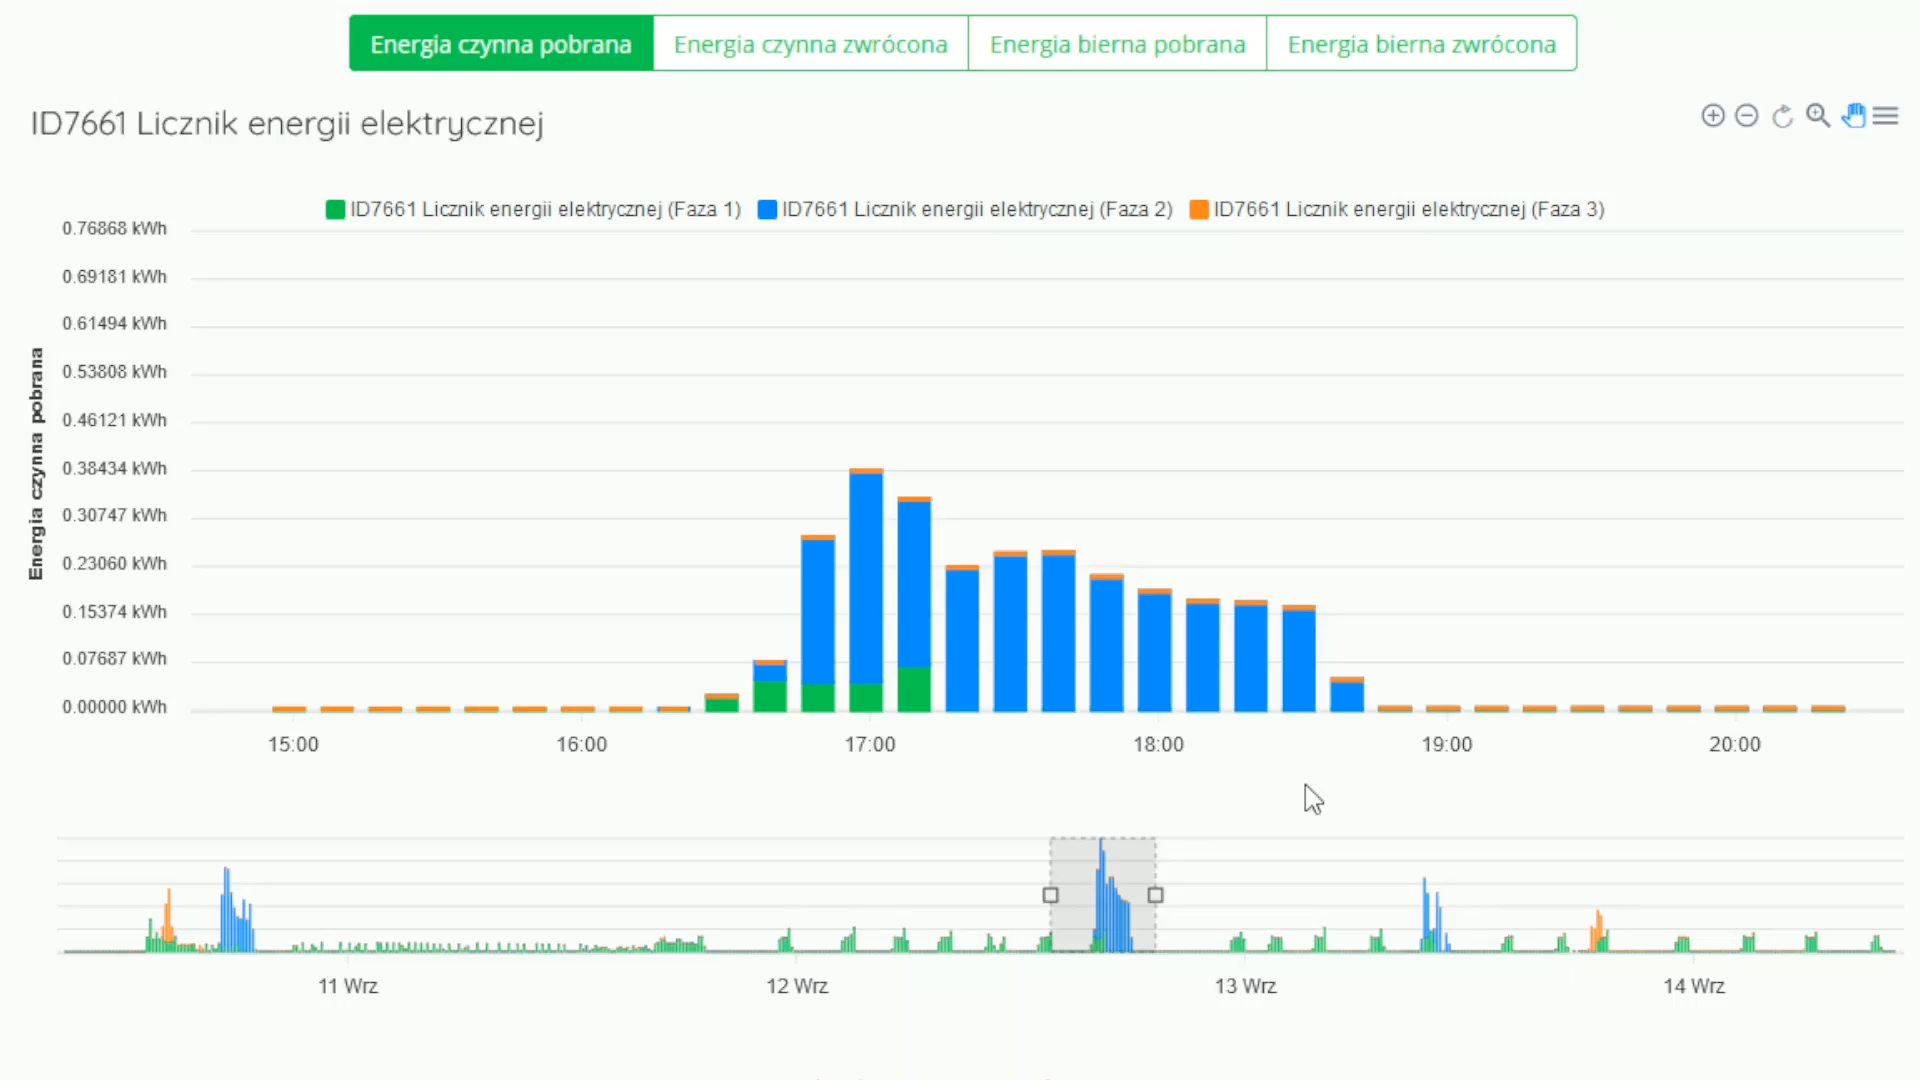 Energia czynna pobrana Energia czynna zwrócona Energia bierna pobrana Energia bierna zwrócona
ID7661 Licznik energii elektrycznej
ID7661 Licznik energii elektrycznej (Faza 1) ID7661 Licznik energii elektrycznej (Faza 2) ID7661 Licznik energii elektrycznej (Faza 3)
0.76868 kWh
0.69181 kWh
0.61494 kWh
0.53808 kWh
0.46121 kWh
0.38434 kWh
0.30747 kWh
0.23060 kWh
0.15374 kWh
0.07687 kWh
0.00000 kWh
Energia czynna pobrana
15:00 16:00 17:00 18:00 19:00 20:00
11 Wrz 12 Wrz 13 Wrz 14 Wrz